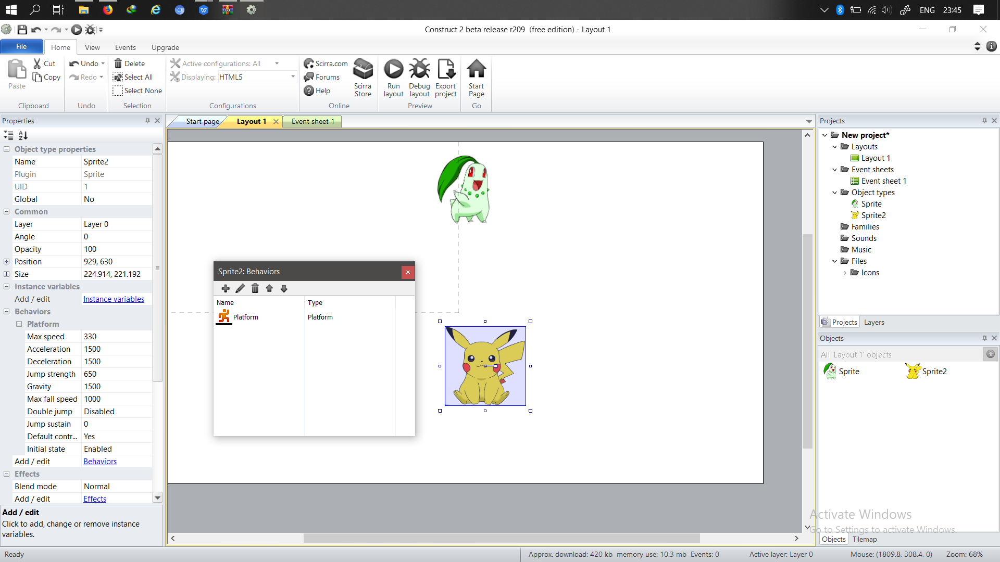 ENG 23:45
Construct 2 beta release r209  (free edition) - Layout 1
File Home View Events Upgrade
Paste
Cut
Copy
Clipboard
Undo
Redo
Undo
Delete
Select All
Select None
Selection
Active configurations: All
Displaying: HTML5
Configurations
Scirra.com
Forums
Help
Scirra Store
Online
Run layout
Debug layout
Export project
Preview
Start Page
Go
Properties
Object type properties
Name Sprite2
Plugin Sprite
UID 1
Global No
Common
Layer Layer 0
Angle 0
Opacity 100
Position 929, 630
Size 224.914, 221.192
Instance variables
Add / edit Instance variables
Behaviors
Platform
Max speed 330
Acceleration 1500
Deceleration 1500
Jump strength 650
Gravity 1500
Max fall speed 1000
Double jump Disabled
Jump sustain 0
Default contr... Yes
Initial state Enabled
Add / edit Behaviors
Effects
Blend mode Normal
Add / edit Effects
Add / edit
Click to add, change or remove instance
variables.
Start page Layout 1 Event sheet 1
Sprite2: Behaviors
Name Type
Platform Platform
Projects
New project*
Layouts
Layout 1
Event sheets
Event sheet 1
Object types
Sprite
Sprite2
Families
Sounds
Music
Files
Icons
Projects Layers
Objects
All 'Layout 1' objects
Sprite Sprite2
Activate Windows
Go to Settings to activate Windows.
Objects Tilemap
Ready
Approx. download: 420 kb  memory use: 10.3 mb  Events: 0 Active layer: Layer 0 Mouse: (1809.8, 308.4, 0) Zoom: 68%